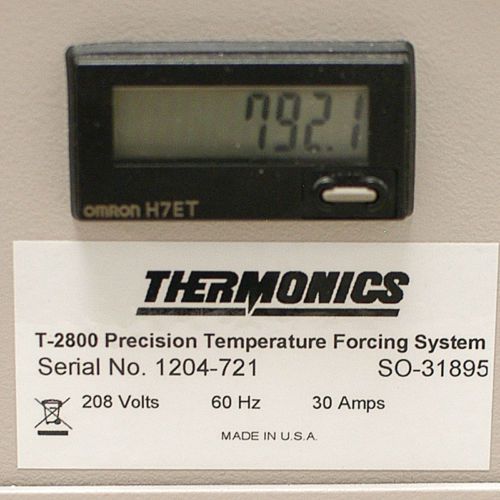 792.1
OMRON H7ET
THERMONICS
T-2800 Precision Temperature Forcing System
Serial No. 1204-721 SO-31895
208 Volts 60 Hz 30 Amps
MADE IN U.S.A.